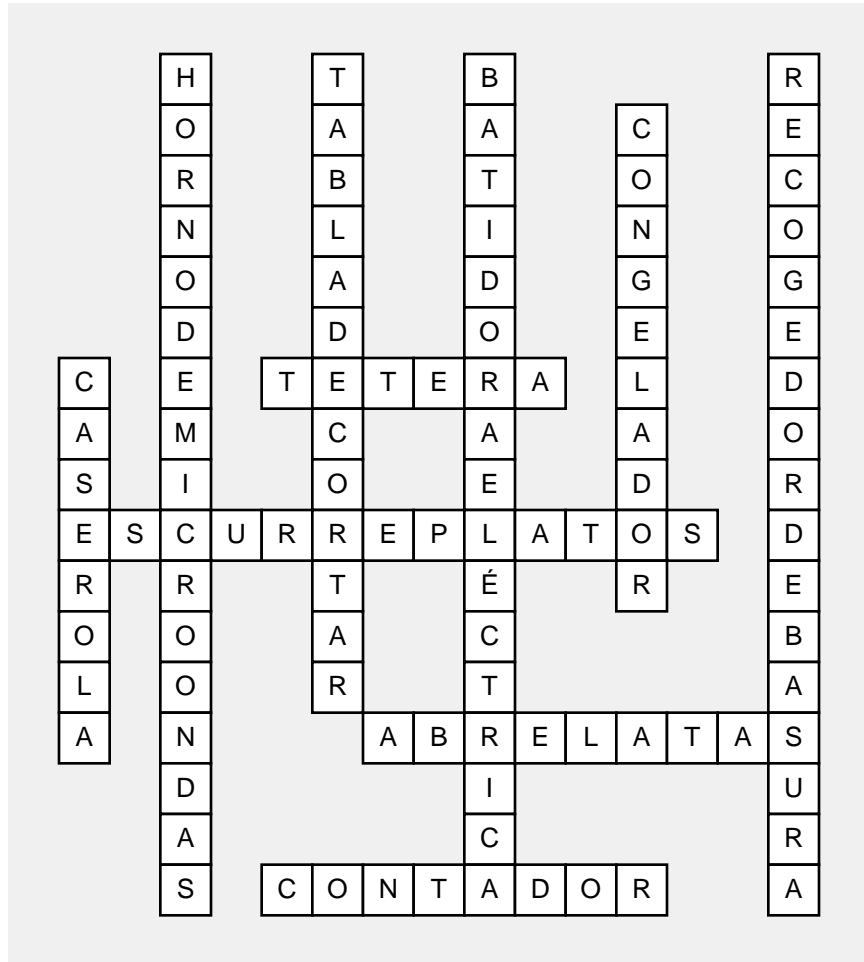 HORNODEMICROONDAS
TABLADECORTAR
BATIDORAELÉCTRICA
RECOGEDORDEBASURA
CONGELADOR
CASEROLA
TETERA
ESCURREPLATOS
ABRELATAS
CONTADOR